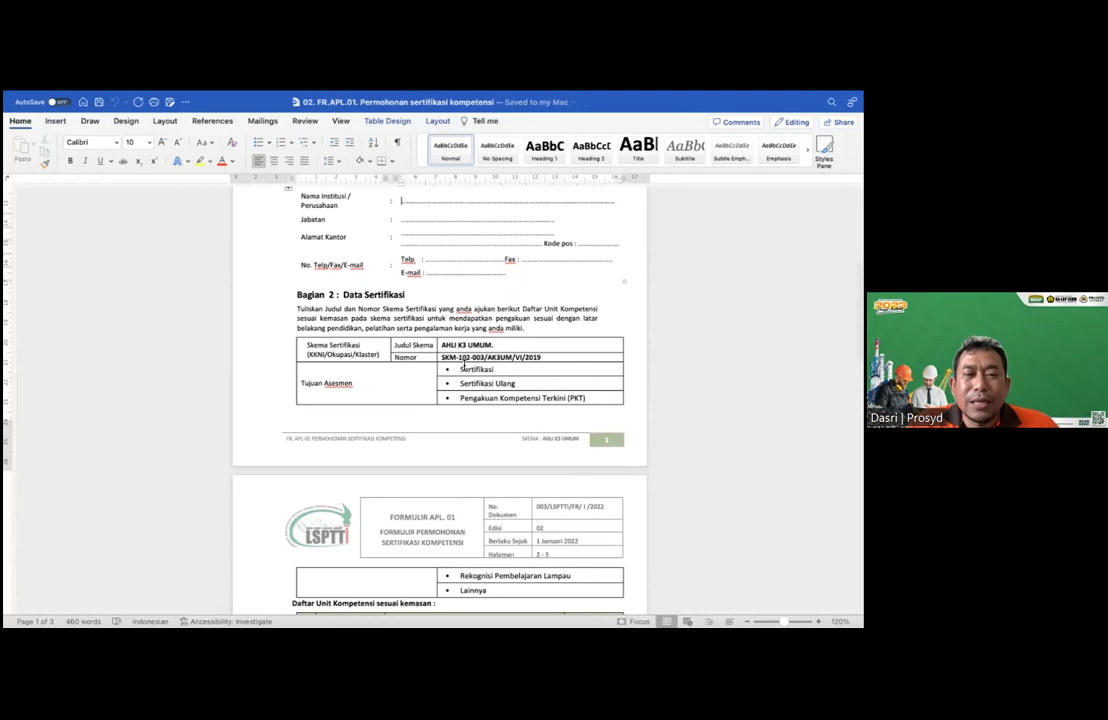 AutoSave OFF
02. FR.APL.01. Permohonan sertifikasi kompetensi — Saved to my Mac
Home Insert Draw Design Layout References Mailings Review View Table Design Layout Tell me
Comments Editing Share
Paste
Calibri 10
AaBbCcDdEe AaBbCcDdEe AaBbC AaBbCcD AaBb AaBbCcDdEe
Normal No Spacing Heading 1 Heading 2 Title Subtitle Subtle Emph... Emphasis
Styles Pane
Nama Institusi / Perusahaan :
Jabatan :
Alamat Kantor :
Kode pos :
No. Telp/Fax/E-mail : Telp : Fax :
E-mail :
Bagian 2 : Data Sertifikasi
Tuliskan Judul dan Nomor Skema Sertifikasi yang anda ajukan berikut Daftar Unit Kompetensi
sesuai kemasan pada skema sertifikasi untuk mendapatkan pengakuan sesuai dengan latar
belakang pendidikan, pelatihan serta pengalaman kerja yang anda miliki.
Skema Sertifikasi
(KKNI/Okupasi/Klaster)
Judul Skema AHLI K3 UMUM.
Nomor SKM-102-003/AK3UM/VI/2019
Tujuan Asesmen
• Sertifikasi
• Sertifikasi Ulang
• Pengakuan Kompetensi Terkini (PKT)
FR. APL-01 PERMOHONAN SERTIFIKASI KOMPETENSI SKEMA : AHLI K3 UMUM 1
LSPTTI
FORMULIR APL. 01
FORMULIR PERMOHONAN
SERTIFIKASI KOMPETENSI
No. Dokumen 003/LSPTTI/FR/ I /2022
Edisi 02
Berlaku Sejak 1 Januari 2022
Halaman 2 - 3
• Rekognisi Pembelajaran Lampau
• Lainnya
Daftar Unit Kompetensi sesuai kemasan :
Page 1 of 3 460 words Indonesian Accessibility: Investigate Focus 120%
Dasri | Prosyd